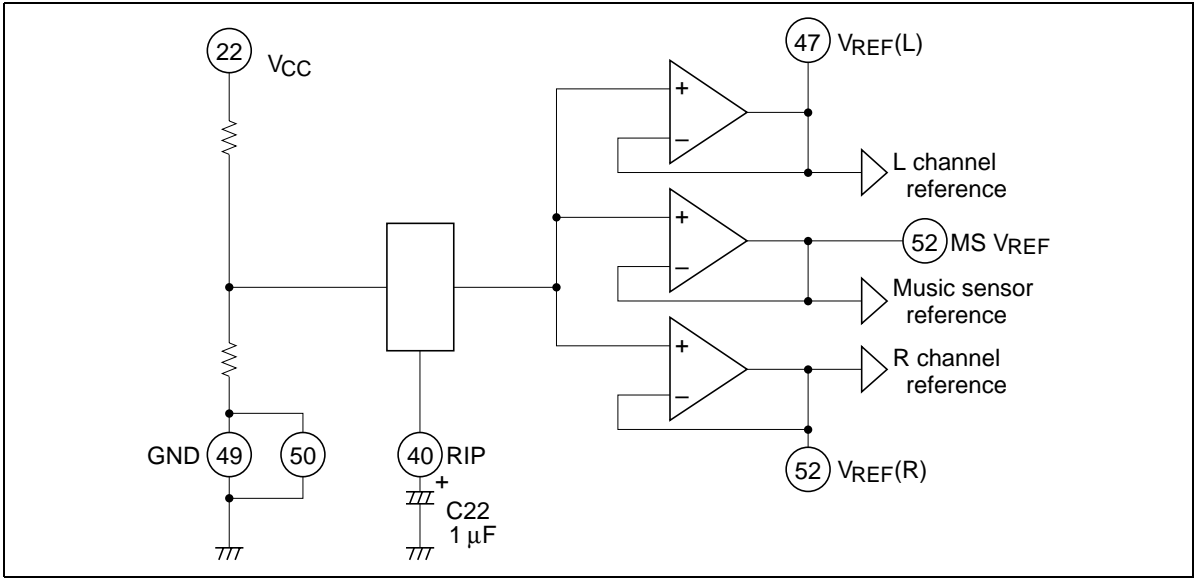 22 VCC
47 VREF(L)
+
−
L channel
reference
+
−
52 MS VREF
Music sensor
reference
+
−
R channel
reference
GND 49 50
40 RIP
+
C22
1 μF
52 VREF(R)